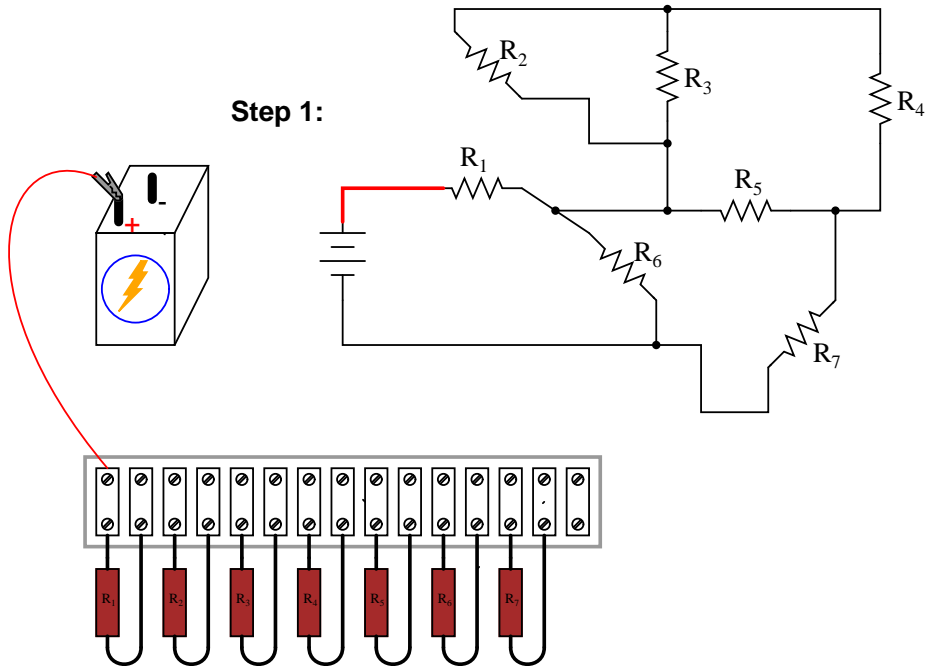 R₂
R₃
R₄
Step 1:
R₁
R₅
-
+
R₆
R₇
R₁ R₂ R₃ R₄ R₅ R₆ R₇